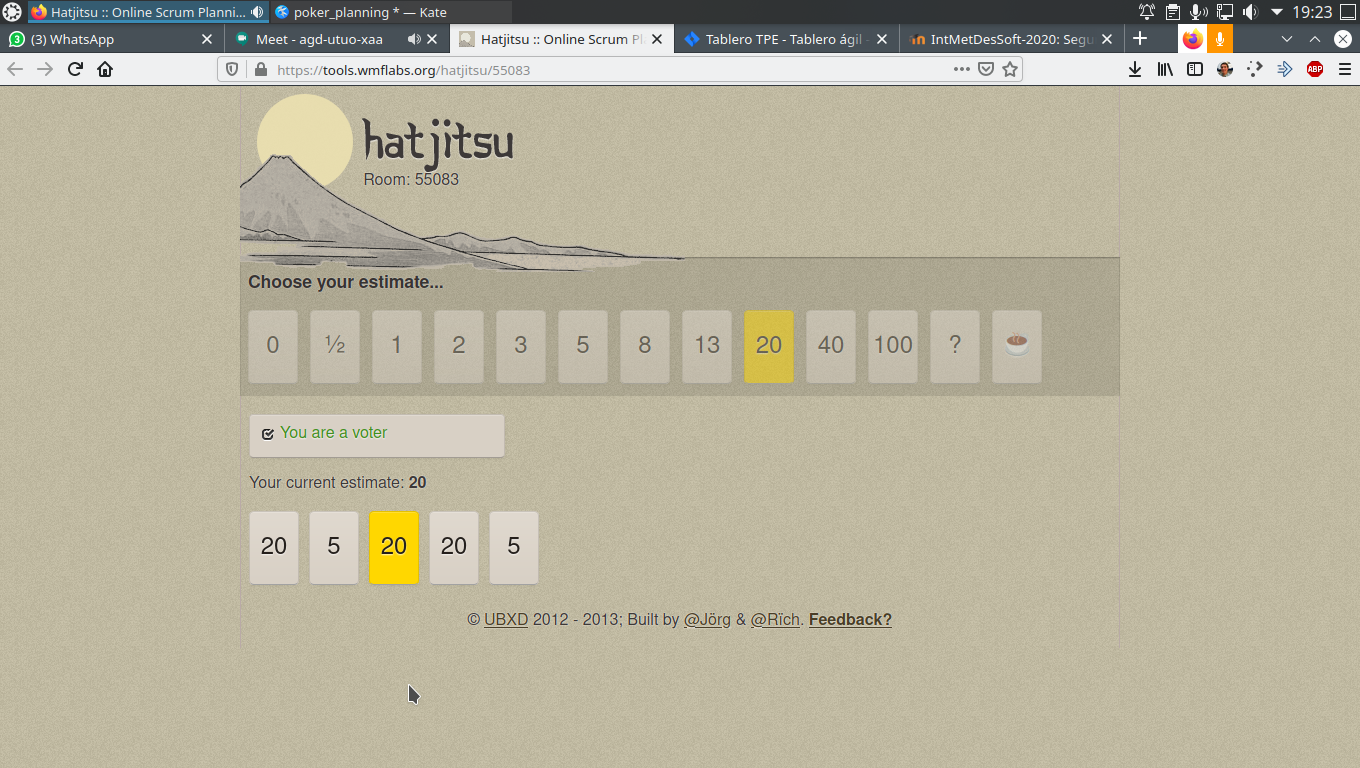 Hatjitsu :: Online Scrum Planni...
poker_planning * — Kate
19:23
3 (3) WhatsApp
Meet - agd-utuo-xaa
Hatjitsu :: Online Scrum Pl
Tablero TPE - Tablero ágil -
IntMetDesSoft-2020: Segu
https://tools.wmflabs.org/hatjitsu/55083
ABP
hatjitsu
Room: 55083
Choose your estimate...
0 ½ 1 2 3 5 8 13 20 40 100 ?
You are a voter
Your current estimate: 20
20 5 20 20 5
© UBXD 2012 - 2013; Built by @Jörg & @Rïch. Feedback?